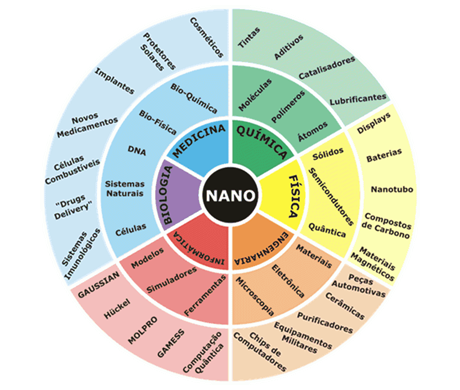 NANO
MEDICINA
QUÍMICA
FÍSICA
ENGENHARIA
INFORMÁTICA
BIOLOGIA
Bio-Química
Bio-Física
DNA
Sistemas
Naturais
Células
Moléculas
Polímeros
Átomos
Sólidos
Semicondutores
Quântica
Materiais
Eletrônica
Microscopia
Ferramentas
Simuladores
Modelos
Cosméticos
Protetores
Solares
Implantes
Novos
Medicamentos
Células
Combustíveis
"Drugs
Delivery"
Sistemas
Imunológicos
Tintas
Aditivos
Catalisadores
Lubrificantes
Displays
Baterias
Nanotubo
Compostos
de Carbono
Materiais
Magnéticos
Peças
Automotivas
Cerâmicas
Purificadores
Equipamentos
Militares
Chips de
Computadores
Computação
Quântica
GAMESS
MOLPRO
Hückel
GAUSSIAN